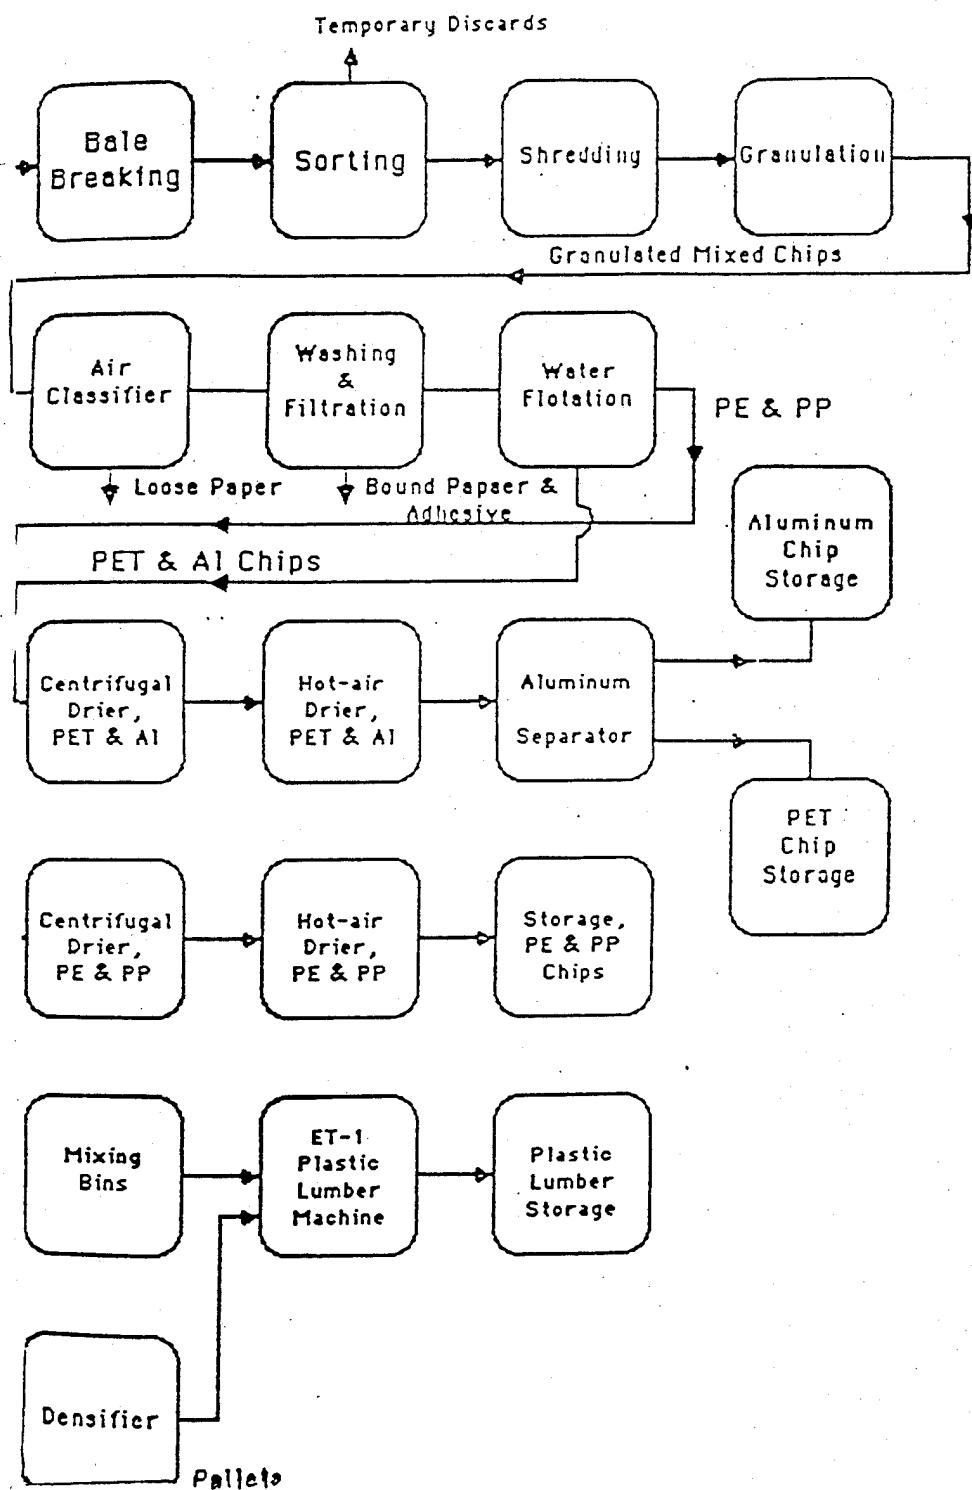 Temporary Discards
Bale
Breaking
Sorting
Shredding
Granulation
Granulated Mixed Chips
Air
Classifier
Washing
&
Filtration
Water
Flotation
PE & PP
Loose Paper
Bound Papaer &
Adhesive
PET & Al Chips
Aluminum
Chip
Storage
Centrifugal
Drier,
PET & Al
Hot-air
Drier,
PET & Al
Aluminum
Separator
PET
Chip
Storage
Centrifugal
Drier,
PE & PP
Hot-air
Drier,
PE & PP
Storage,
PE & PP
Chips
Mixing
Bins
ET-1
Plastic
Lumber
Machine
Plastic
Lumber
Storage
Densifier
Pallets